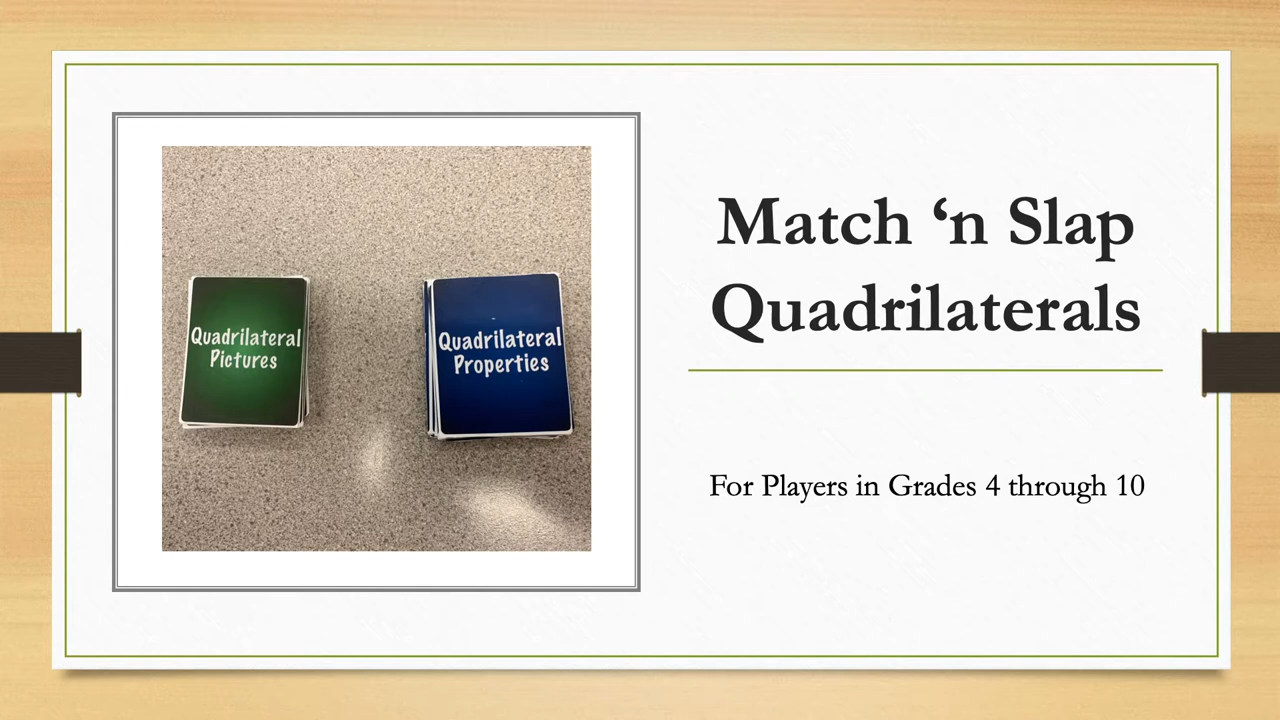 Quadrilateral
Pictures
Quadrilateral
Properties
Match ‘n Slap
Quadrilaterals
For Players in Grades 4 through 10